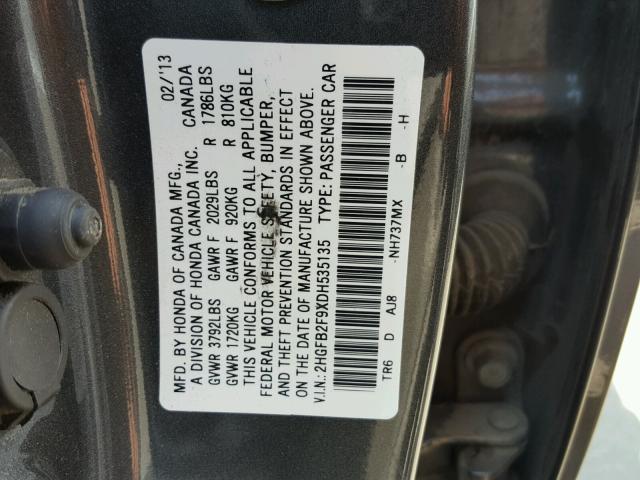 MFD. BY HONDA OF CANADA MFG., 02/'13
A DIVISION OF HONDA CANADA INC. CANADA
GVWR 3792LBS GAWR F 2029LBS R 1786LBS
GVWR 1720KG GAWR F 920KG R 810KG
THIS VEHICLE CONFORMS TO ALL APPLICABLE
FEDERAL MOTOR VEHICLE SAFETY, BUMPER,
AND THEFT PREVENTION STANDARDS IN EFFECT
ON THE DATE OF MANUFACTURE SHOWN ABOVE.
V.I.N.: 2HGFB2F9XDH535135 TYPE: PASSENGER CAR
TR6 D AJ8 -NH737MX -B -H